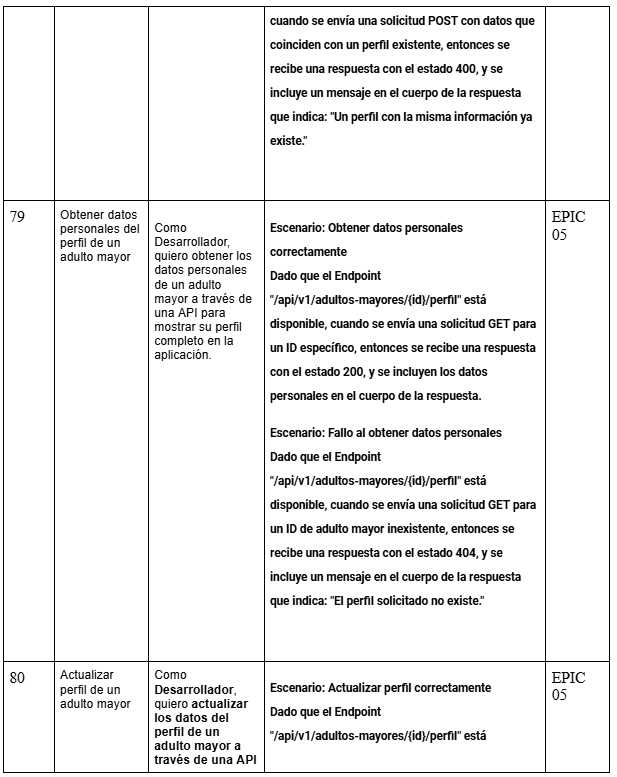 cuando se envía una solicitud POST con datos que
coinciden con un perfil existente, entonces se
recibe una respuesta con el estado 400, y se
incluye un mensaje en el cuerpo de la respuesta
que indica: "Un perfil con la misma información ya
existe."
79
Obtener datos
personales del
perfil de un
adulto mayor
Como
Desarrollador,
quiero obtener los
datos personales
de un adulto
mayor a través de
una API para
mostrar su perfil
completo en la
aplicación.
Escenario: Obtener datos personales
correctamente
Dado que el Endpoint
"/api/v1/adultos-mayores/{id}/perfil" está
disponible, cuando se envía una solicitud GET para
un ID específico, entonces se recibe una respuesta
con el estado 200, y se incluyen los datos
personales en el cuerpo de la respuesta.
Escenario: Fallo al obtener datos personales
Dado que el Endpoint
"/api/v1/adultos-mayores/{id}/perfil" está
disponible, cuando se envía una solicitud GET para
un ID de adulto mayor inexistente, entonces se
recibe una respuesta con el estado 404, y se
incluye un mensaje en el cuerpo de la respuesta
que indica: "El perfil solicitado no existe."
EPIC
05
80
Actualizar
perfil de un
adulto mayor
Como
Desarrollador,
quiero actualizar
los datos del
perfil de un
adulto mayor a
través de una API
Escenario: Actualizar perfil correctamente
Dado que el Endpoint
"/api/v1/adultos-mayores/{id}/perfil" está
EPIC
05